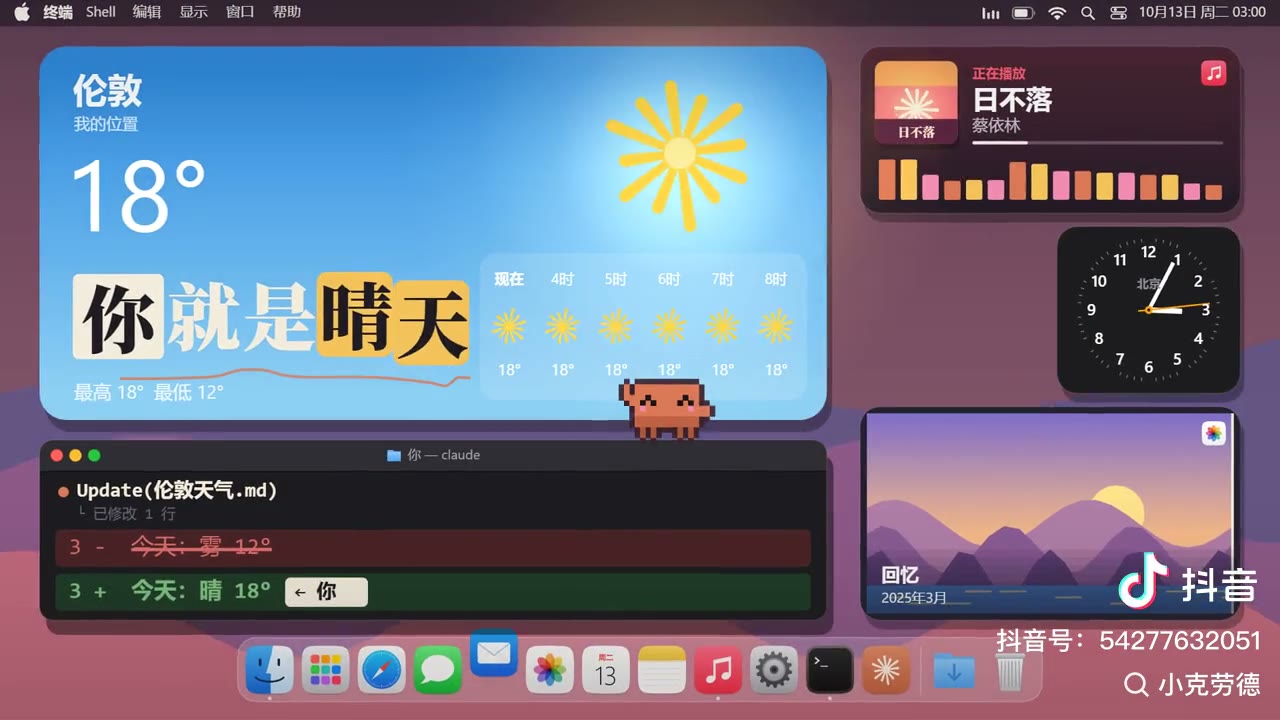 终端 Shell 编辑 显示 窗口 帮助
10月13日 周二 03:00
伦敦
我的位置
18°
你就是晴天
最高 18° 最低 12°
现在 4时 5时 6时 7时 8时
18° 18° 18° 18° 18° 18°
正在播放
日不落
蔡依林
日不落
北京
12 1 2 3 4 5 6 7 8 9 10 11
你 — claude
Update(伦敦天气.md)
└ 已修改 1 行
3 - 今天: 雾 12°
3 + 今天: 晴 18° ← 你
回忆
2025年3月
抖音
抖音号: 54277632051
小克劳德
周二
13
>_